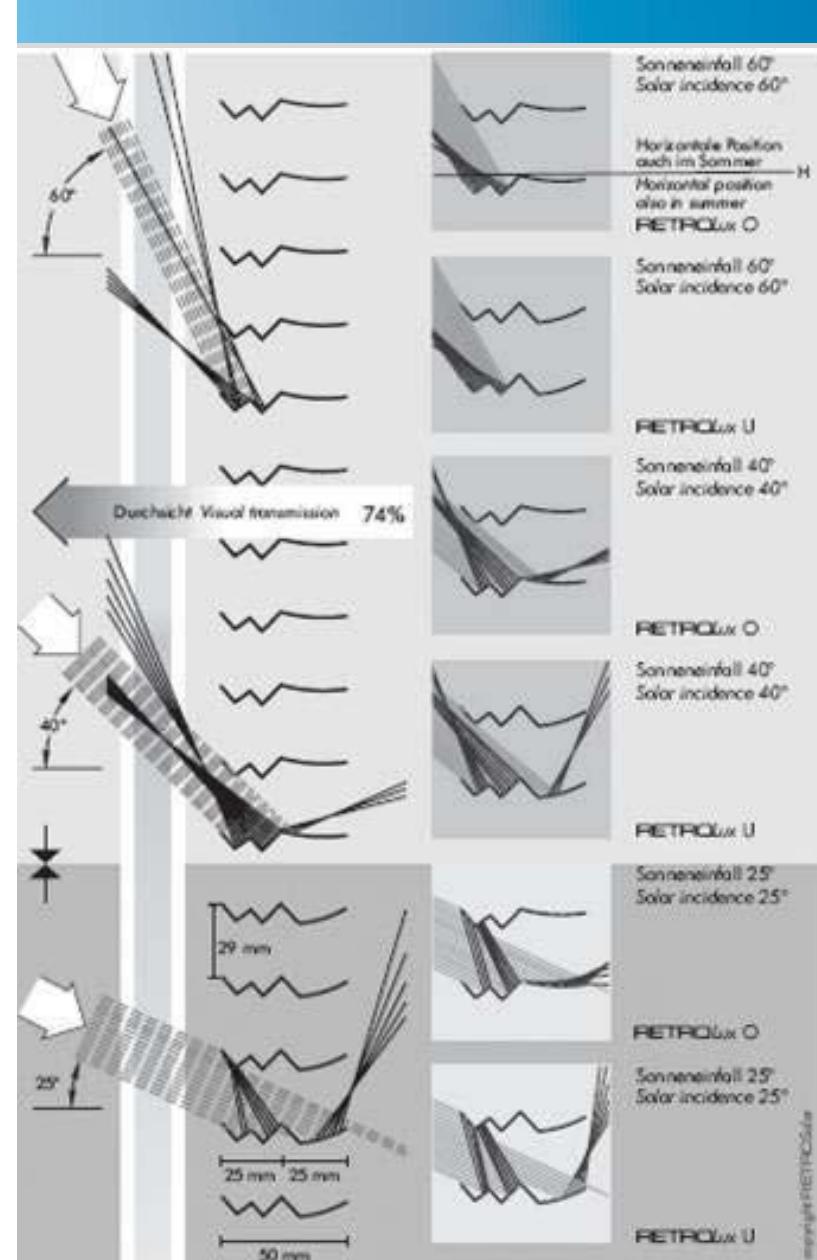 60°
Durchsicht Visual transmission 74%
40°
29 mm
25°
25 mm 25 mm
50 mm
Sonneneinfall 60°
Solar incidence 60°
Horizontale Position
auch im Sommer
H
Horizontal position
also in summer
RETROLux O
Sonneneinfall 60°
Solar incidence 60°
RETROLux U
Sonneneinfall 40°
Solar incidence 40°
RETROLux O
Sonneneinfall 40°
Solar incidence 40°
RETROLux U
Sonneneinfall 25°
Solar incidence 25°
RETROLux O
Sonneneinfall 25°
Solar incidence 25°
RETROLux U
copyright RETROSolar